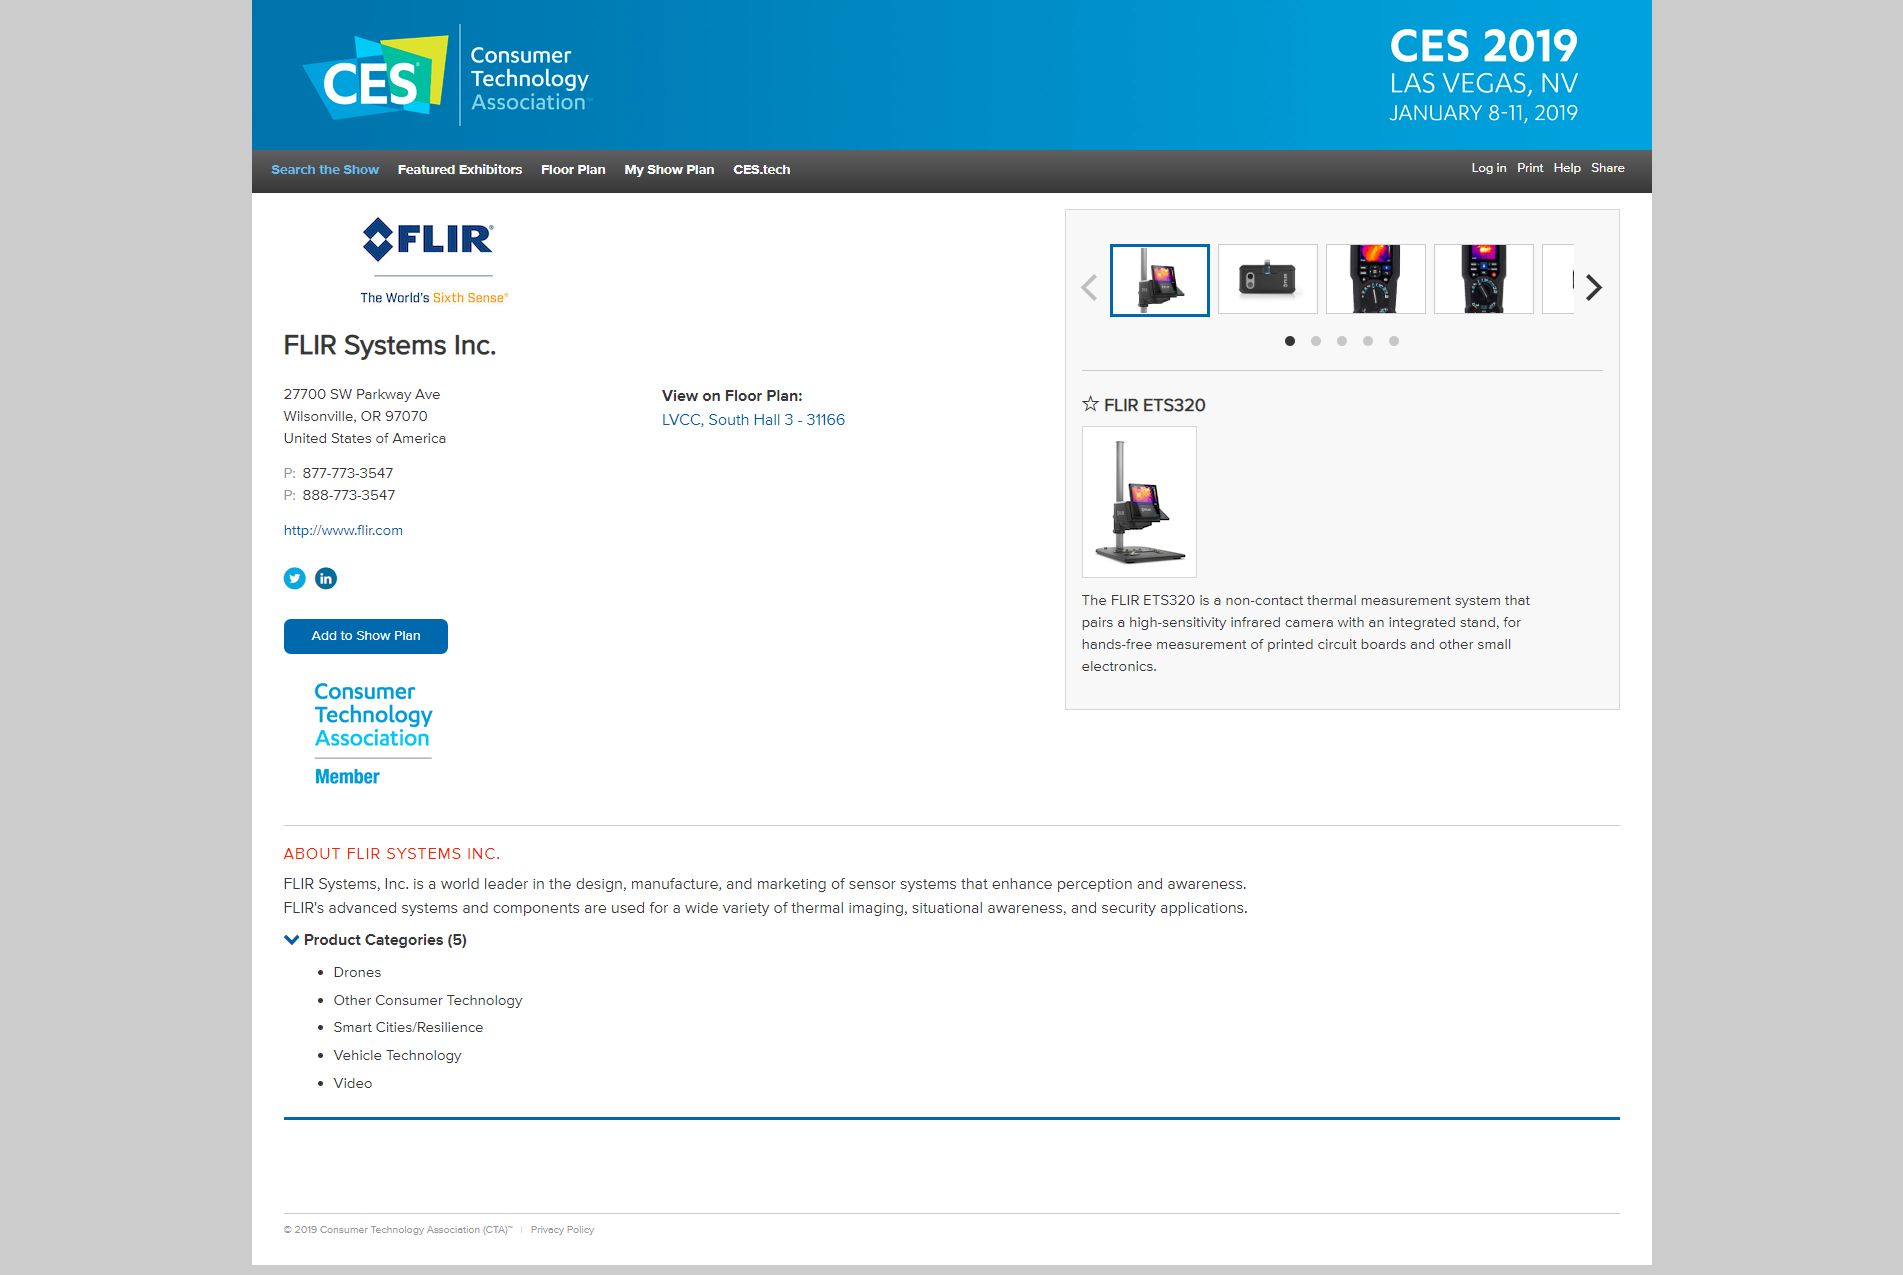 CES
Consumer
Technology
Association™
CES 2019
LAS VEGAS, NV
JANUARY 8-11, 2019
Search the Show Featured Exhibitors Floor Plan My Show Plan CES.tech
Log in Print Help Share
FLIR®
The World's Sixth Sense®
FLIR Systems Inc.
27700 SW Parkway Ave
Wilsonville, OR 97070
United States of America
P: 877-773-3547
P: 888-773-3547
http://www.flir.com
Add to Show Plan
Consumer
Technology
Association
Member
View on Floor Plan:
LVCC, South Hall 3 - 31166
FLIR ETS320
The FLIR ETS320 is a non-contact thermal measurement system that
pairs a high-sensitivity infrared camera with an integrated stand, for
hands-free measurement of printed circuit boards and other small
electronics.
ABOUT FLIR SYSTEMS INC.
FLIR Systems, Inc. is a world leader in the design, manufacture, and marketing of sensor systems that enhance perception and awareness.
FLIR's advanced systems and components are used for a wide variety of thermal imaging, situational awareness, and security applications.
Product Categories (5)
Drones
Other Consumer Technology
Smart Cities/Resilience
Vehicle Technology
Video
© 2019 Consumer Technology Association (CTA)™ | Privacy Policy